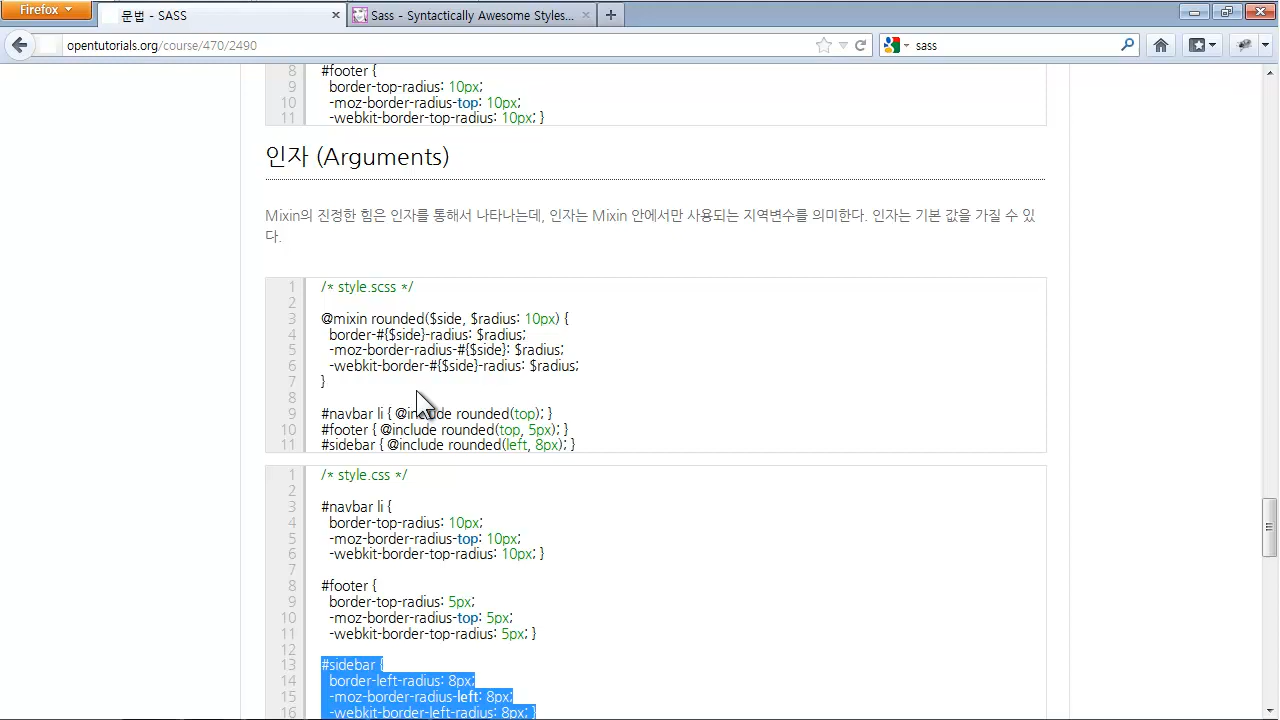 Firefox
문법 - SASS
Sass - Syntactically Awesome Styles...
opentutorials.org/course/470/2490
sass
8 #footer {
9 border-top-radius: 10px;
10 -moz-border-radius-top: 10px;
11 -webkit-border-top-radius: 10px; }
인자 (Arguments)
Mixin의 진정한 힘은 인자를 통해서 나타나는데, 인자는 Mixin 안에서만 사용되는 지역변수를 의미한다. 인자는 기본 값을 가질 수 있
다.
1 /* style.scss */
2
3 @mixin rounded($side, $radius: 10px) {
4 border-#{$side}-radius: $radius;
5 -moz-border-radius-#{$side}: $radius;
6 -webkit-border-#{$side}-radius: $radius;
7 }
8
9 #navbar li { @include rounded(top); }
10 #footer { @include rounded(top, 5px); }
11 #sidebar { @include rounded(left, 8px); }
1 /* style.css */
2
3 #navbar li {
4 border-top-radius: 10px;
5 -moz-border-radius-top: 10px;
6 -webkit-border-top-radius: 10px; }
7
8 #footer {
9 border-top-radius: 5px;
10 -moz-border-radius-top: 5px;
11 -webkit-border-top-radius: 5px; }
12
13 #sidebar {
14 border-left-radius: 8px;
15 -moz-border-radius-left: 8px;
16 -webkit-border-left-radius: 8px; }